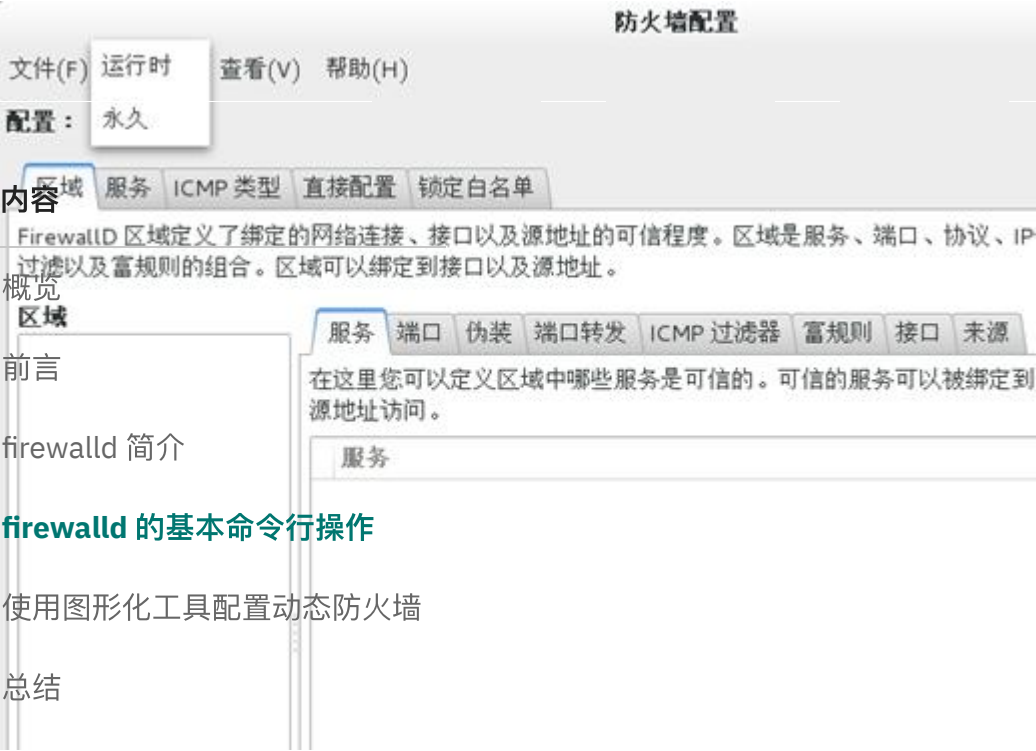 防火墙配置
文件(F) 运行时 查看(V) 帮助(H)
配置： 永久
区域 服务 ICMP 类型 直接配置 锁定白名单
内容
FirewallD 区域定义了绑定的网络连接、接口以及源地址的可信程度。区域是服务、端口、协议、IP
过滤以及富规则的组合。区域可以绑定到接口以及源地址。
概览
区域
服务 端口 伪装 端口转发 ICMP 过滤器 富规则 接口 来源
前言
在这里您可以定义区域中哪些服务是可信的。可信的服务可以被绑定到
源地址访问。
firewalld 简介
服务
firewalld 的基本命令行操作
使用图形化工具配置动态防火墙
总结